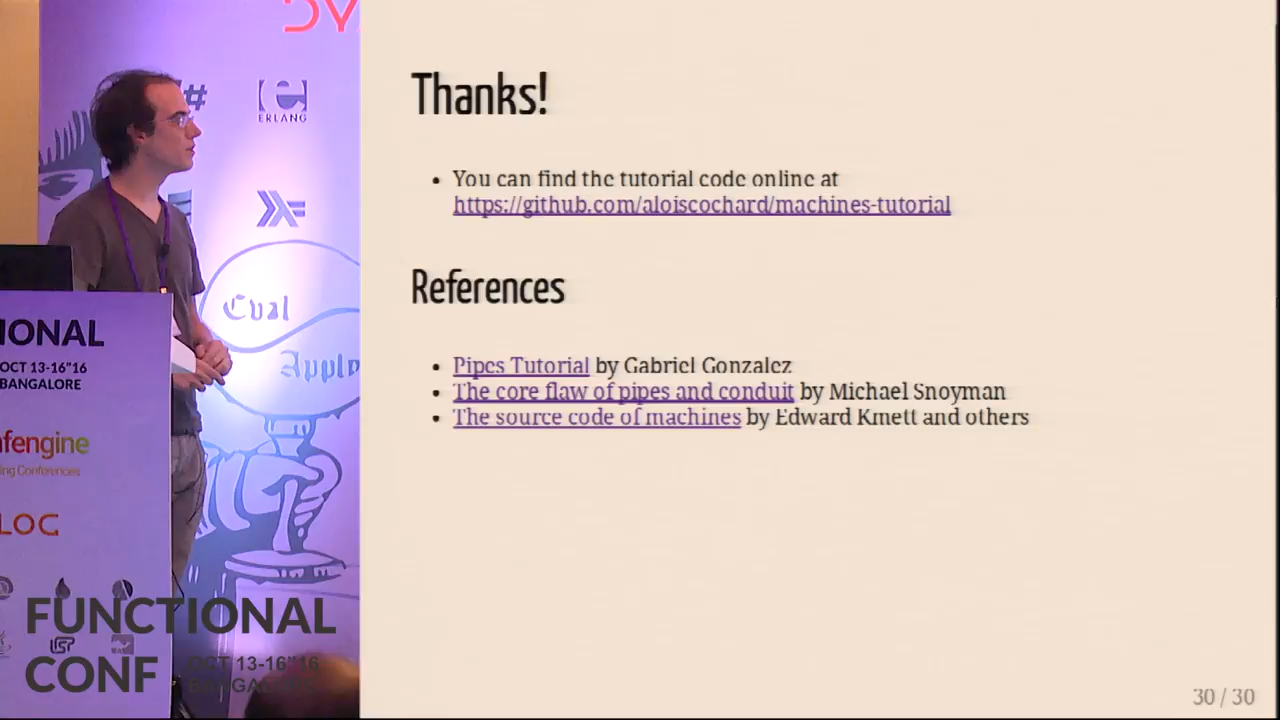 ERLANG
Eval
Apply
IONAL
OCT 13-16"16
BANGALORE
nfengine
ing Conferences
LOG
FUNCTIONAL
CONF
OCT 13-16"16
BANGALORE
Thanks!
• You can find the tutorial code online at
https://github.com/aloiscochard/machines-tutorial
References
• Pipes Tutorial by Gabriel Gonzalez
• The core flaw of pipes and conduit by Michael Snoyman
• The source code of machines by Edward Kmett and others
30 / 30